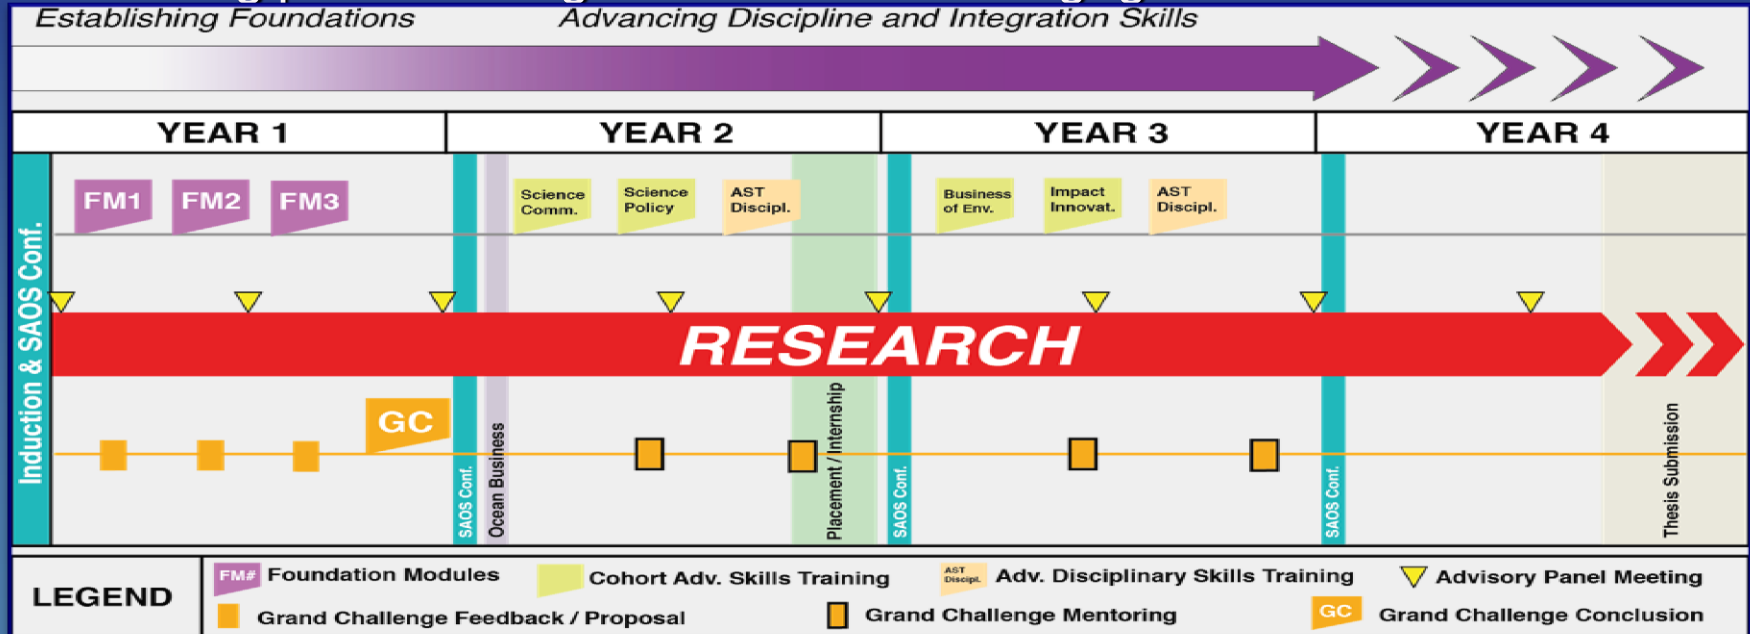 Establishing Foundations
Advancing Discipline and Integration Skills
YEAR 1
YEAR 2
YEAR 3
YEAR 4
Induction & SAOS Conf.
FM1
FM2
FM3
Science
Comm.
Science
Policy
AST
Discipl.
Business
of Env.
Impact
Innovat.
AST
Discipl.
RESEARCH
GC
SAOS Conf.
Ocean Business
Placement / Internship
SAOS Conf.
SAOS Conf.
Thesis Submission
LEGEND
FM#
Foundation Modules
Cohort Adv. Skills Training
AST
Discipl.
Adv. Disciplinary Skills Training
Advisory Panel Meeting
Grand Challenge Feedback / Proposal
Grand Challenge Mentoring
GC
Grand Challenge Conclusion